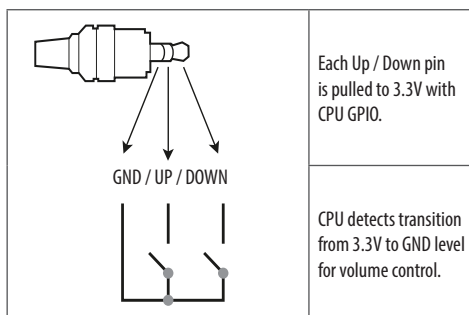 Each Up / Down pin
is pulled to 3.3V with
CPU GPIO.
GND / UP / DOWN
CPU detects transition
from 3.3V to GND level
for volume control.